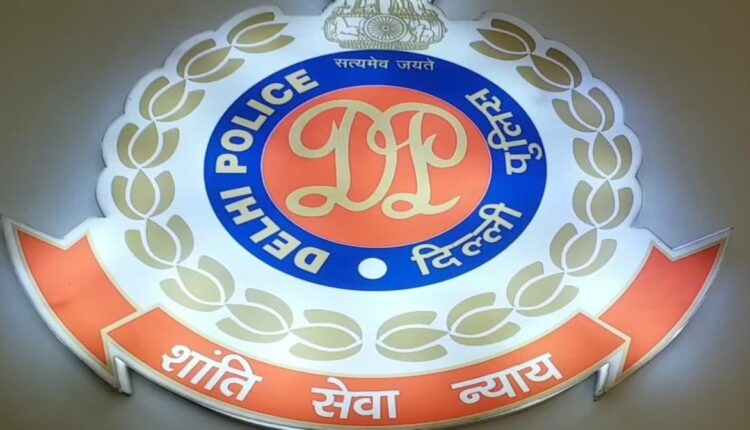 सत्यमेव जयते
DELHI POLICE
दिल्ली पुलिस
DP
शांति सेवा न्याय